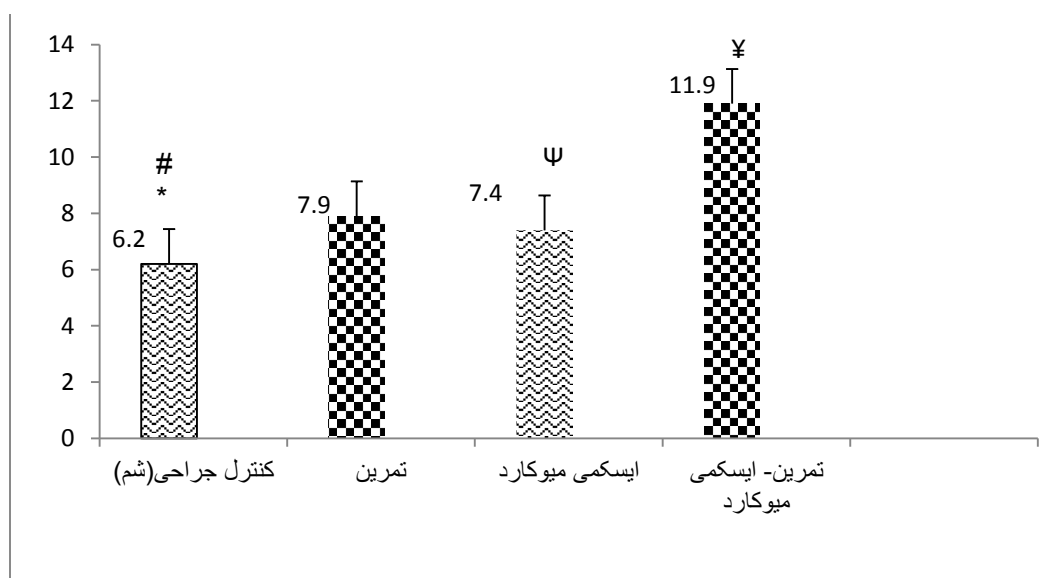 14
12
10
8
6
4
2
0
#
*
6.2
7.9
7.4
Ψ
11.9
¥
کنترل جراحی(شم)
تمرین
ایسکمی میوکارد
تمرین- ایسکمی
میوکارد